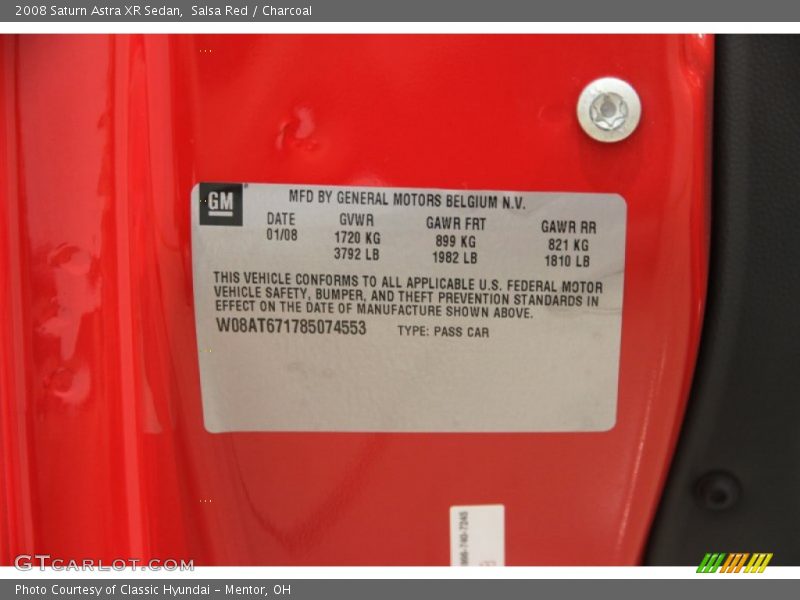 2008 Saturn Astra XR Sedan,  Salsa Red / Charcoal
GM
MFD BY GENERAL MOTORS BELGIUM N.V.
DATE GVWR GAWR FRT GAWR RR
01/08 1720 KG 899 KG 821 KG
3792 LB 1982 LB 1810 LB
THIS VEHICLE CONFORMS TO ALL APPLICABLE U.S. FEDERAL MOTOR
VEHICLE SAFETY, BUMPER, AND THEFT PREVENTION STANDARDS IN
EFFECT ON THE DATE OF MANUFACTURE SHOWN ABOVE.
W08AT671785074553 TYPE: PASS CAR
GTCARLOT.COM
Photo Courtesy of Classic Hyundai - Mentor, OH